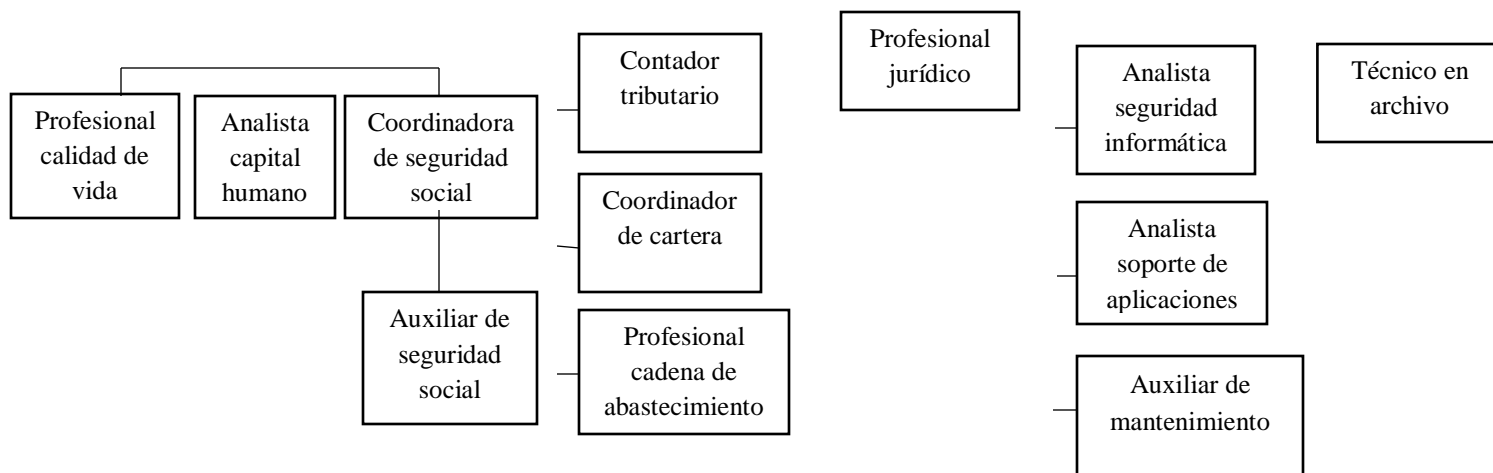 Profesional
calidad de
vida
Analista
capital
humano
Coordinadora
de seguridad
social
Auxiliar de
seguridad
social
Contador
tributario
Coordinador
de cartera
Profesional
cadena de
abastecimiento
Profesional
jurídico
Analista
seguridad
informática
Analista
soporte de
aplicaciones
Auxiliar de
mantenimiento
Técnico en
archivo